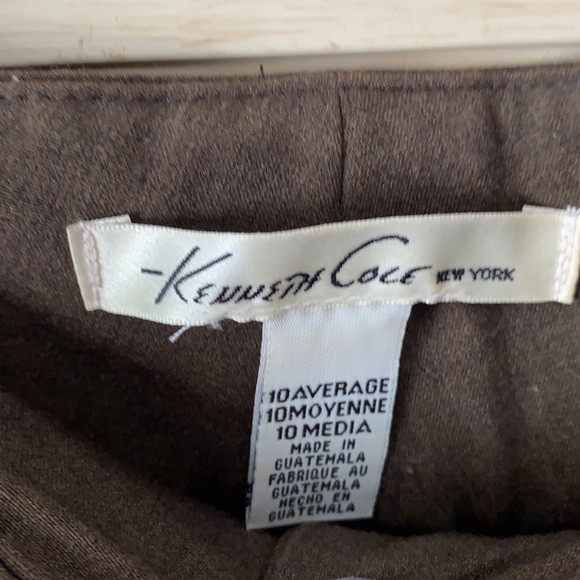 -Kenneth Cole NEW YORK
10 AVERAGE
10 MOYENNE
10 MEDIA
MADE IN
GUATEMALA
FABRIQUE AU
GUATEMALA
HECHO EN
GUATEMALA